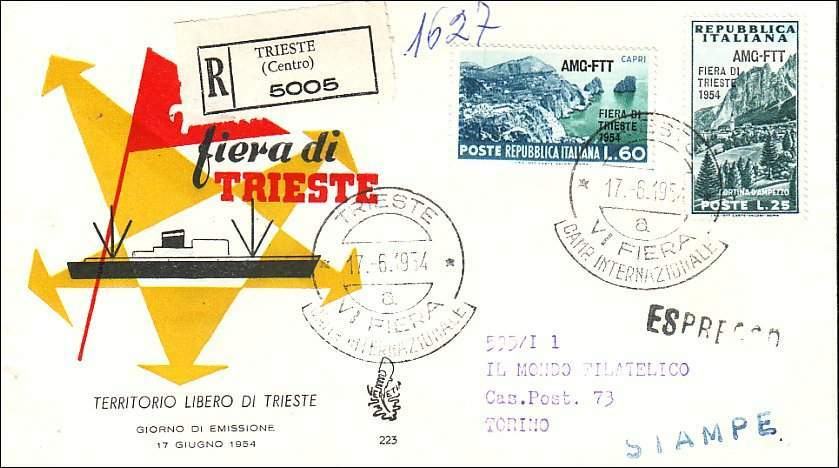 R
TRIESTE
(Centro)
5005
1627
AMG-FTT
CAPRI
FIERA DI
TRIESTE
1954
POSTE REPUBBLICA ITALIANA L.60
REPUBBLICA
ITALIANA
AMG-FTT
FIERA DI
TRIESTE
1954
CORTINA D'AMPEZZO
POSTE L.25
fiera di
TRIESTE
TRIESTE
17.-6.1954
a
VI FIERA
CAMP. INTERNAZIONALE
TRIESTE
17.-6.1954
a
VI FIERA
CAMP. INTERNAZIONALE
ESPRESSO
595/I 1
IL MONDO FILATELICO
Cas.Post. 73
TORINO
STAMPE
TERRITORIO LIBERO DI TRIESTE
GIORNO DI EMISSIONE
17 GIUGNO 1954
VENETIA
223